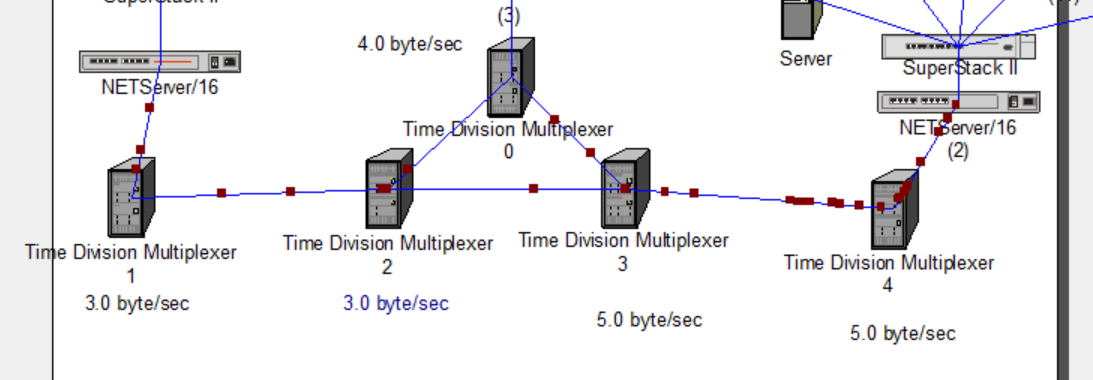 SuperStack II
(3)
4.0 byte/sec
Server
SuperStack II
NETServer/16
NETServer/16
(2)
Time Division Multiplexer
0
Time Division Multiplexer
1
3.0 byte/sec
Time Division Multiplexer
2
3.0 byte/sec
Time Division Multiplexer
3
5.0 byte/sec
Time Division Multiplexer
4
5.0 byte/sec